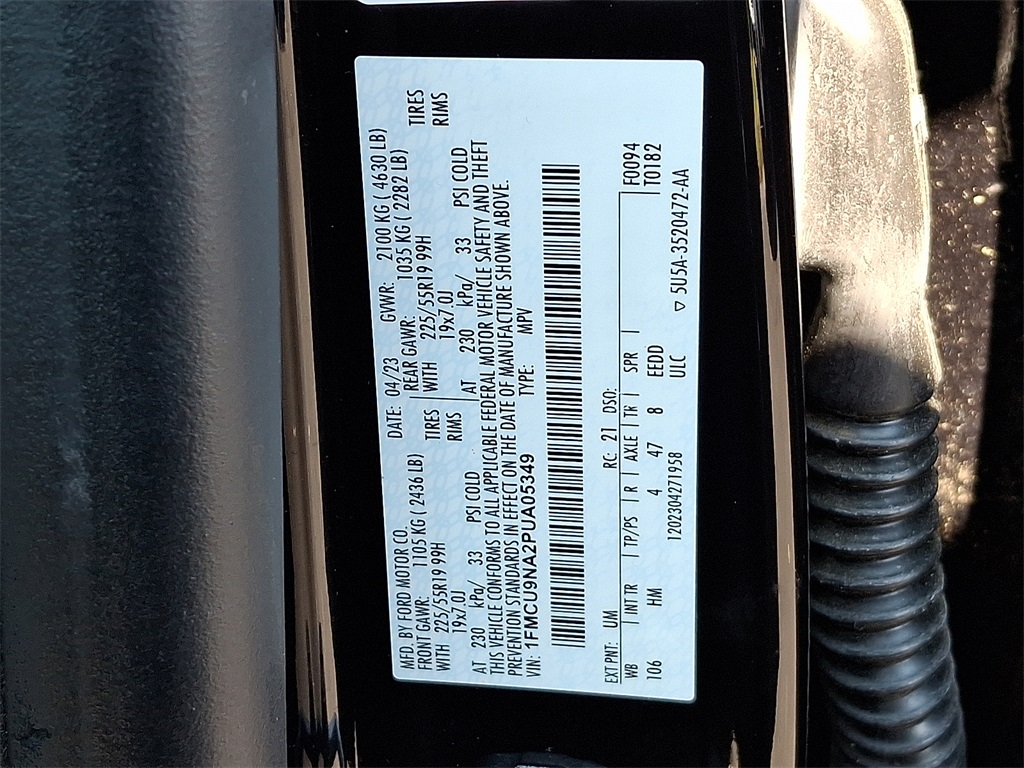 MFD. BY FORD MOTOR CO. DATE: 04/23 GVWR: 2100 KG ( 4630 LB)
FRONT GAWR: 1105 KG ( 2436 LB) REAR GAWR: 1035 KG ( 2282 LB)
WITH 225/55R19 99H TIRES WITH 225/55R19 99H TIRES
19x7.0J RIMS 19x7.0J RIMS
AT 230 kPa/ 33 PSI COLD AT 230 kPa/ 33 PSI COLD
THIS VEHICLE CONFORMS TO ALL APPLICABLE FEDERAL MOTOR VEHICLE SAFETY AND THEFT
PREVENTION STANDARDS IN EFFECT ON THE DATE OF MANUFACTURE SHOWN ABOVE.
VIN: 1FMCU9NA2PUA05349 TYPE: MPV
EXT PNT: UM RC: 21 DSO:
WB INT TR TP/PS R AXLE TR SPR F0094
106 HM 4 47 8 EEDD T0182
1202304271958 ULC ▽ 5U5A-3520472-AA